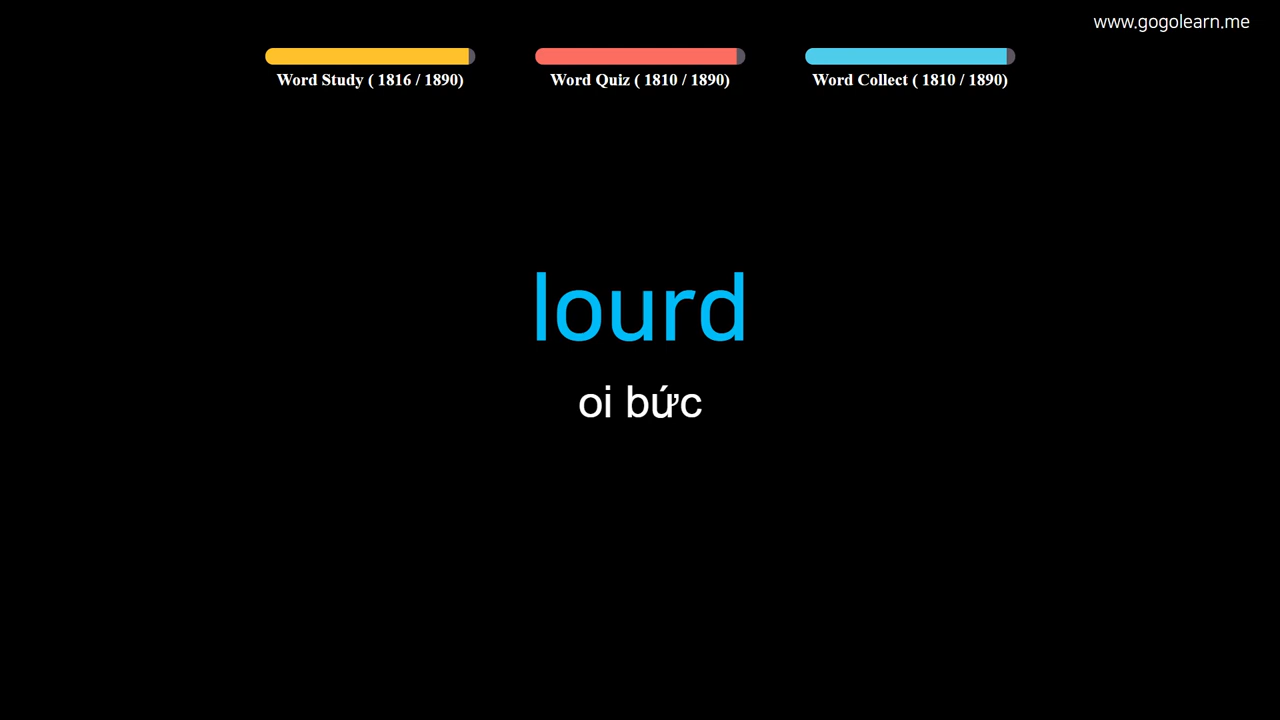 www.gogolearn.me
Word Study ( 1816 / 1890)
Word Quiz ( 1810 / 1890)
Word Collect ( 1810 / 1890)
lourd
oi bức